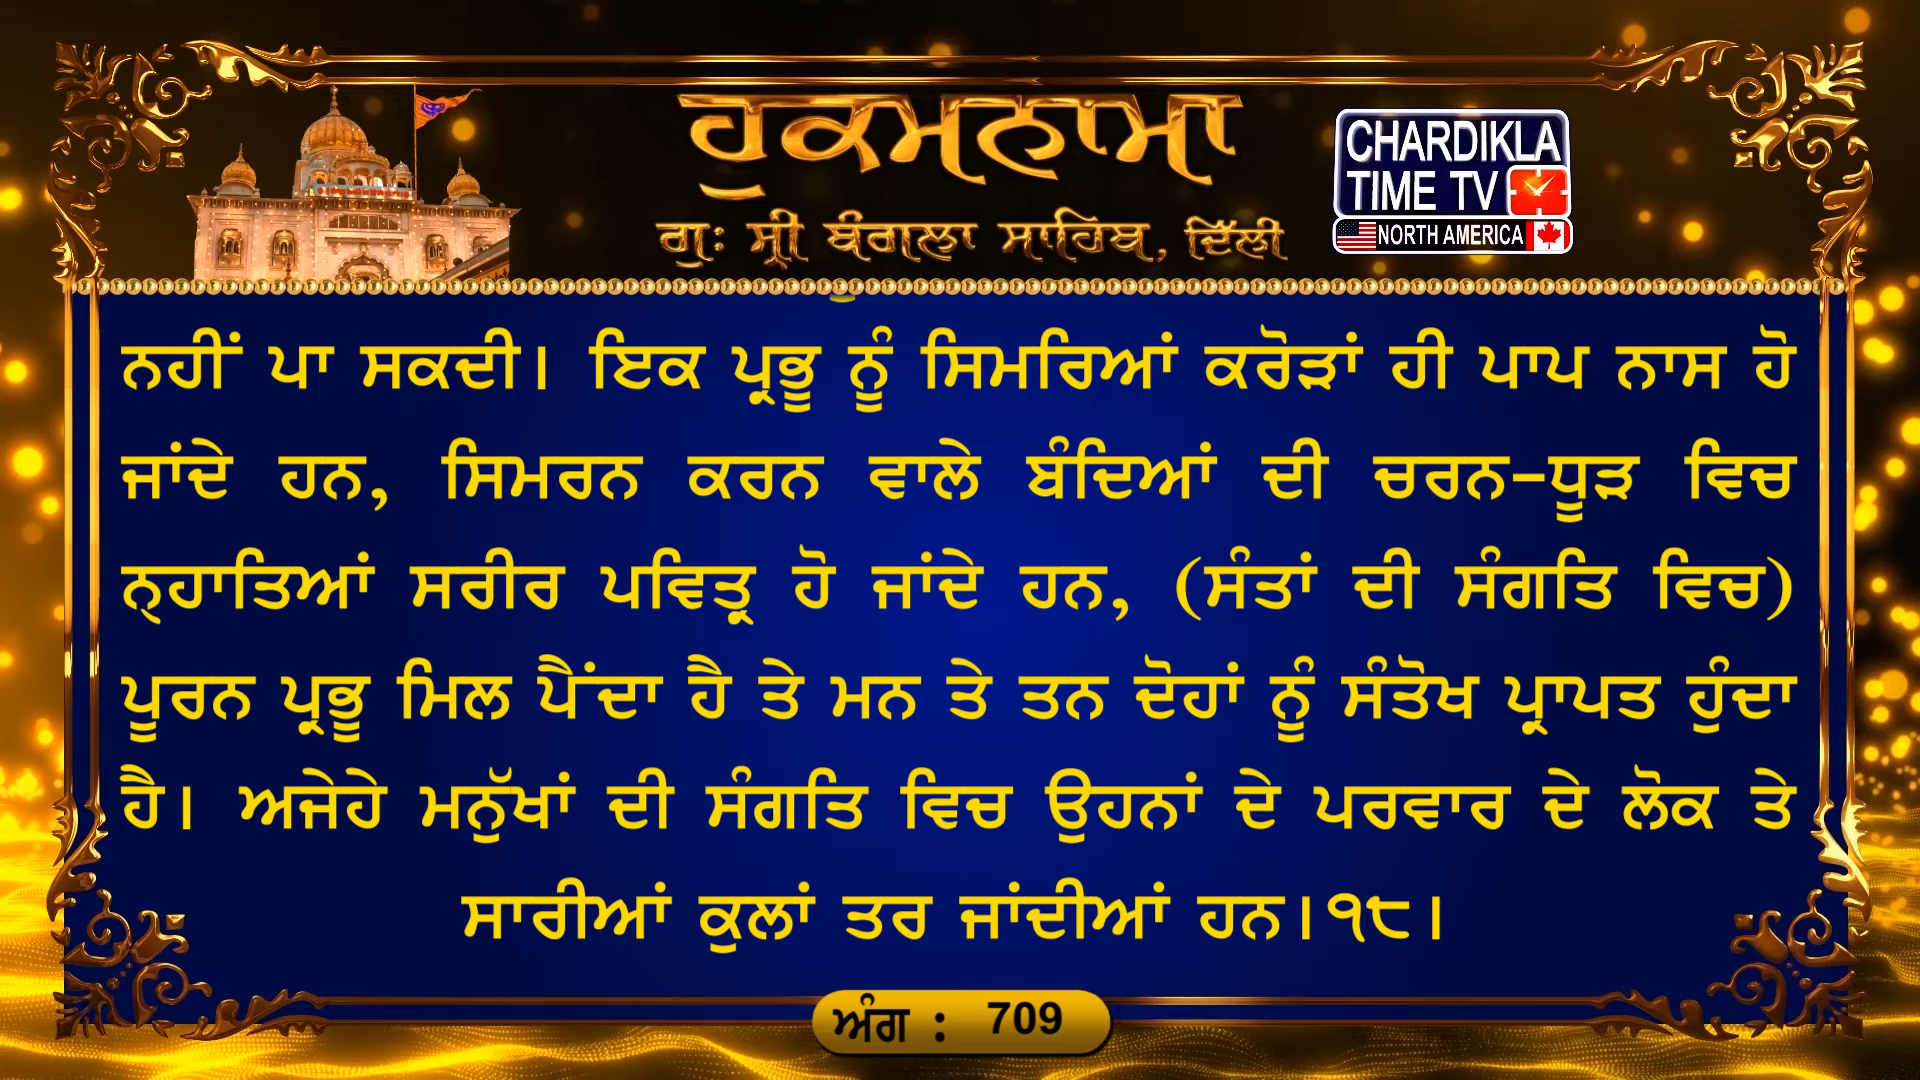 ਹੁਕਮਨਾਮਾ
ਗੁਃ ਸ੍ਰੀ ਬੰਗਲਾ ਸਾਹਿਬ, ਦਿੱਲੀ
CHARDIKLA
TIME TV
NORTH AMERICA
ਨਹੀਂ ਪਾ ਸਕਦੀ। ਇਕ ਪ੍ਰਭੂ ਨੂੰ ਸਿਮਰਿਆਂ ਕਰੋੜਾਂ ਹੀ ਪਾਪ ਨਾਸ ਹੋ
ਜਾਂਦੇ ਹਨ, ਸਿਮਰਨ ਕਰਨ ਵਾਲੇ ਬੰਦਿਆਂ ਦੀ ਚਰਨ-ਧੂੜ ਵਿਚ
ਨ੍ਹਾਤਿਆਂ ਸਰੀਰ ਪਵਿਤ੍ਰ ਹੋ ਜਾਂਦੇ ਹਨ, (ਸੰਤਾਂ ਦੀ ਸੰਗਤਿ ਵਿਚ)
ਪੂਰਨ ਪ੍ਰਭੂ ਮਿਲ ਪੈਂਦਾ ਹੈ ਤੇ ਮਨ ਤੇ ਤਨ ਦੋਹਾਂ ਨੂੰ ਸੰਤੋਖ ਪ੍ਰਾਪਤ ਹੁੰਦਾ
ਹੈ। ਅਜੇਹੇ ਮਨੁੱਖਾਂ ਦੀ ਸੰਗਤਿ ਵਿਚ ਉਹਨਾਂ ਦੇ ਪਰਵਾਰ ਦੇ ਲੋਕ ਤੇ
ਸਾਰੀਆਂ ਕੁਲਾਂ ਤਰ ਜਾਂਦੀਆਂ ਹਨ।੧੮।
ਅੰਗ : 709